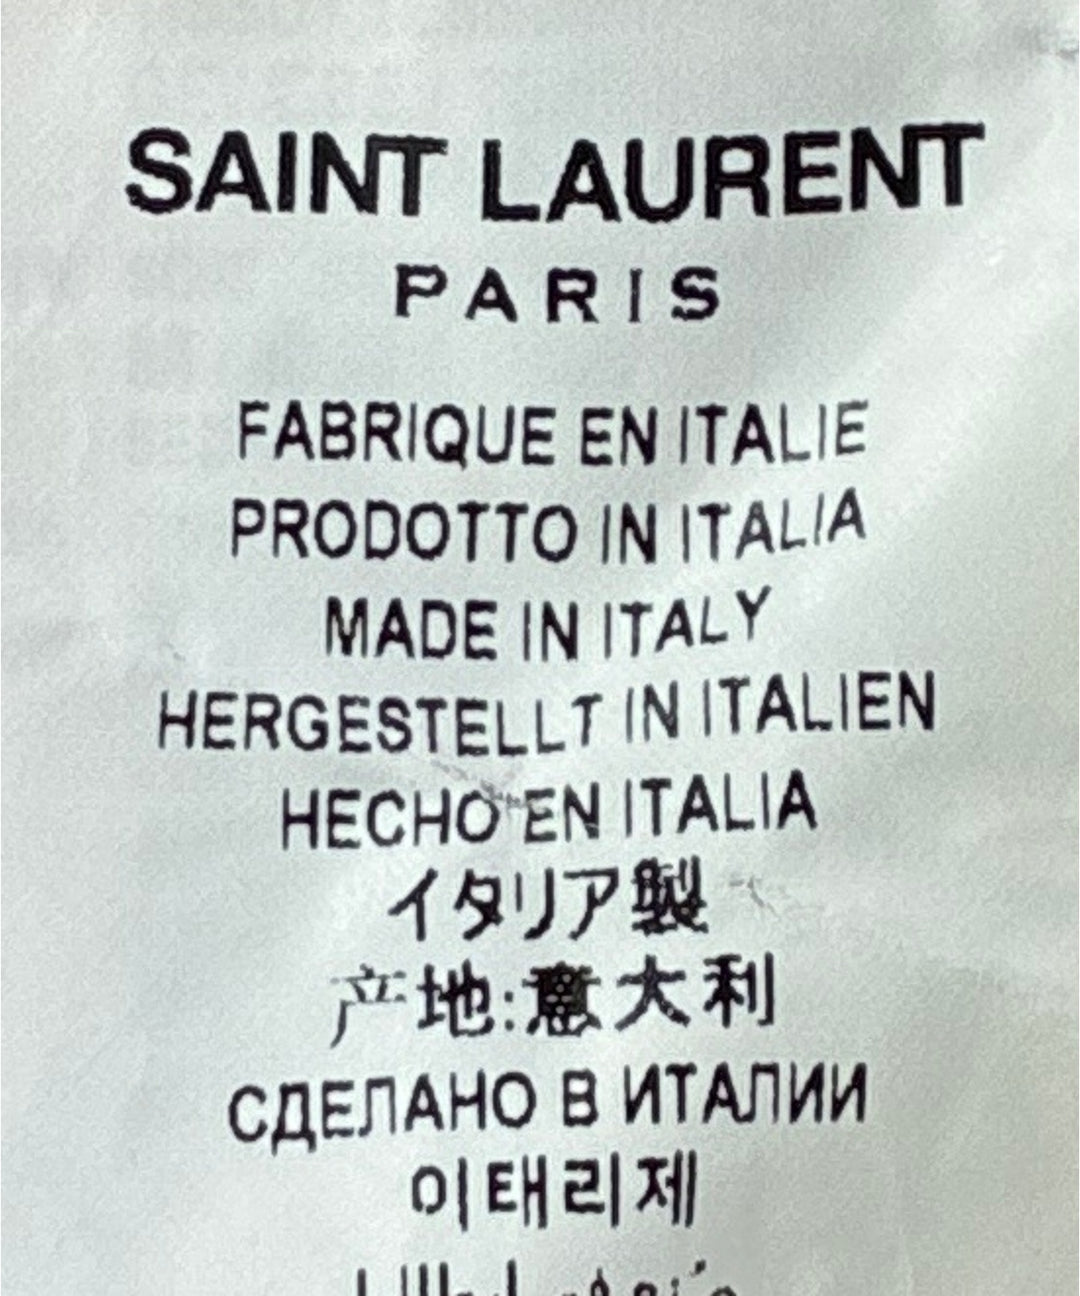 SAINT LAURENT
PARIS
FABRIQUE EN ITALIE
PRODOTTO IN ITALIA
MADE IN ITALY
HERGESTELLT IN ITALIEN
HECHO EN ITALIA
イタリア製
产地:意大利
СДЕЛАНО В ИТАЛИИ
이태리제